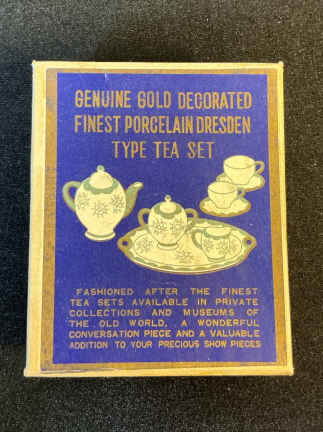 GENUINE GOLD DECORATED
FINEST PORCELAIN DRESDEN
TYPE TEA SET
FASHIONED AFTER THE FINEST
TEA SETS AVAILABLE IN PRIVATE
COLLECTIONS AND MUSEUMS OF
THE OLD WORLD, A WONDERFUL
CONVERSATION PIECE AND A VALUABLE
ADDITION TO YOUR PRECIOUS SHOW PIECES